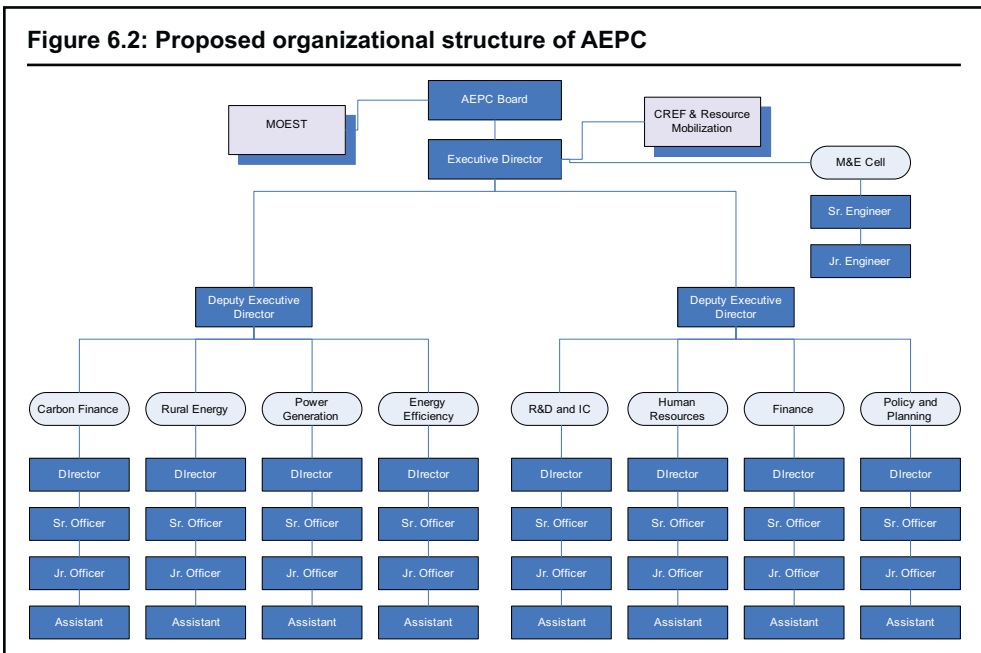 Figure 6.2: Proposed organizational structure of AEPC
AEPC Board
MOEST
CREF & Resource
Mobilization
Executive Director
M&E Cell
Sr. Engineer
Jr. Engineer
Deputy Executive
Director
Deputy Executive
Director
Carbon Finance
Rural Energy
Power
Generation
Energy
Efficiency
R&D and IC
Human
Resources
Finance
Policy and
Planning
DIrector
DIrector
DIrector
DIrector
DIrector
DIrector
DIrector
DIrector
Sr. Officer
Sr. Officer
Sr. Officer
Sr. Officer
Sr. Officer
Sr. Officer
Sr. Officer
Sr. Officer
Jr. Officer
Jr. Officer
Jr. Officer
Jr. Officer
Jr. Officer
Jr. Officer
Jr. Officer
Jr. Officer
Assistant
Assistant
Assistant
Assistant
Assistant
Assistant
Assistant
Assistant